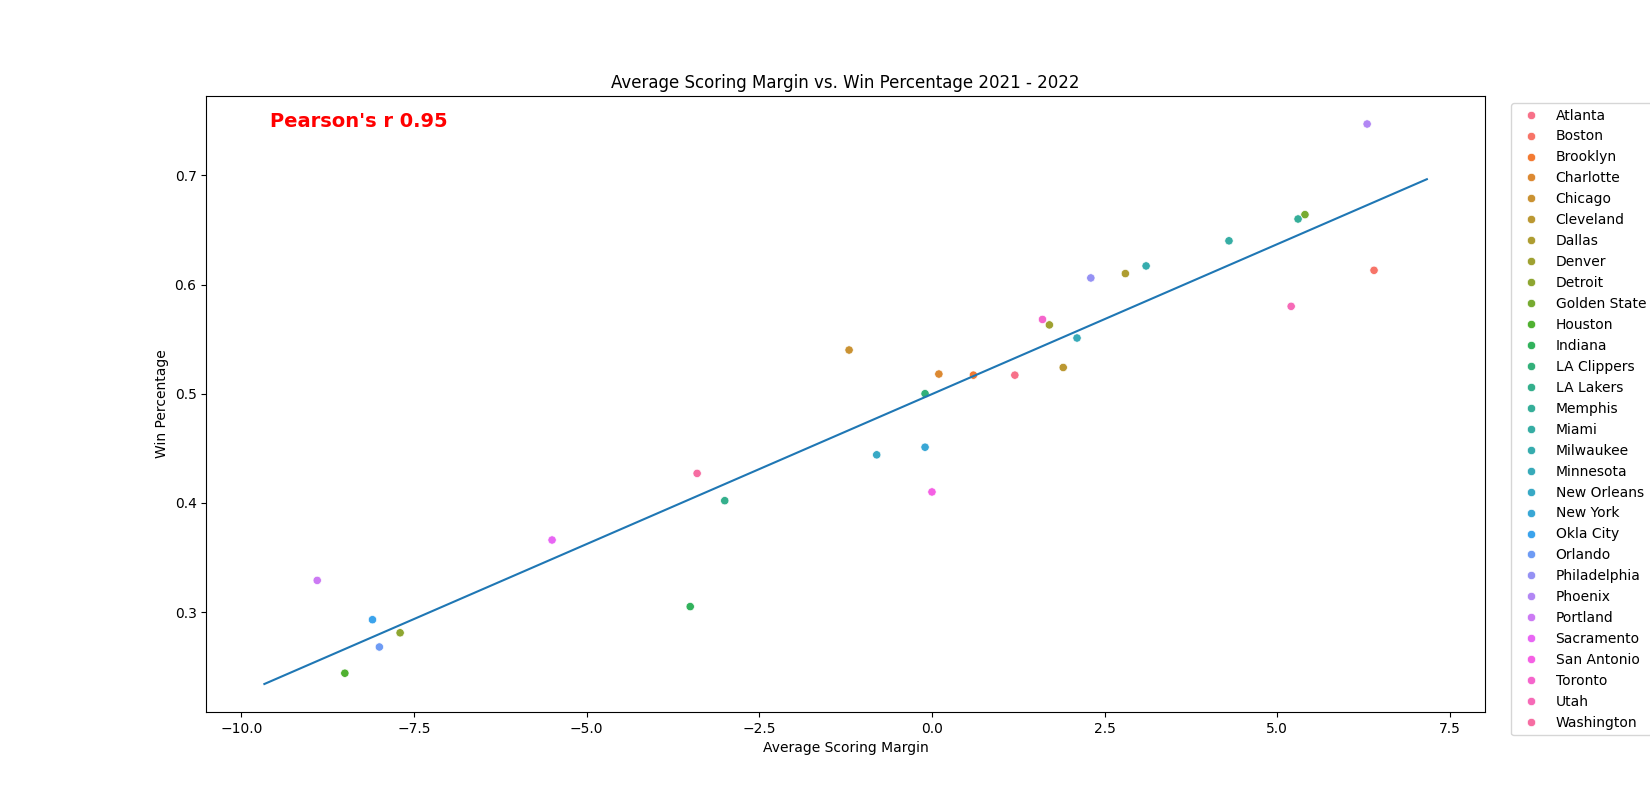 Average Scoring Margin vs. Win Percentage 2021 - 2022
Pearson's r 0.95
Win Percentage
0.7
0.6
0.5
0.4
0.3
−10.0 −7.5 −5.0 −2.5 0.0 2.5 5.0 7.5
Average Scoring Margin
Atlanta
Boston
Brooklyn
Charlotte
Chicago
Cleveland
Dallas
Denver
Detroit
Golden State
Houston
Indiana
LA Clippers
LA Lakers
Memphis
Miami
Milwaukee
Minnesota
New Orleans
New York
Okla City
Orlando
Philadelphia
Phoenix
Portland
Sacramento
San Antonio
Toronto
Utah
Washington